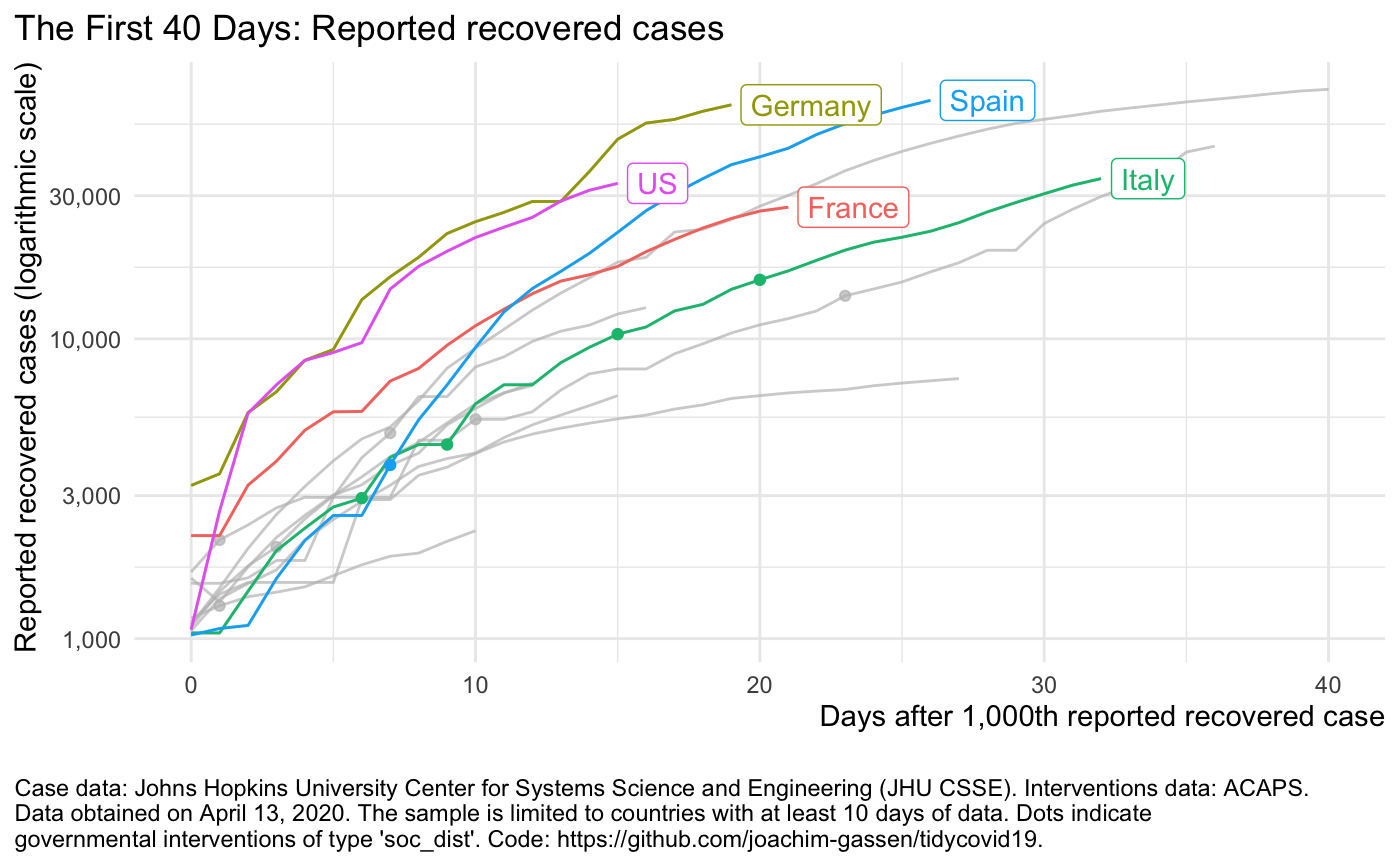 The First 40 Days: Reported recovered cases
Reported recovered cases (logarithmic scale)
30,000
10,000
3,000
1,000
Germany
Spain
US
Italy
France
0 10 20 30 40
Days after 1,000th reported recovered case
Case data: Johns Hopkins University Center for Systems Science and Engineering (JHU CSSE). Interventions data: ACAPS.
Data obtained on April 13, 2020. The sample is limited to countries with at least 10 days of data. Dots indicate
governmental interventions of type 'soc_dist'. Code: https://github.com/joachim-gassen/tidycovid19.